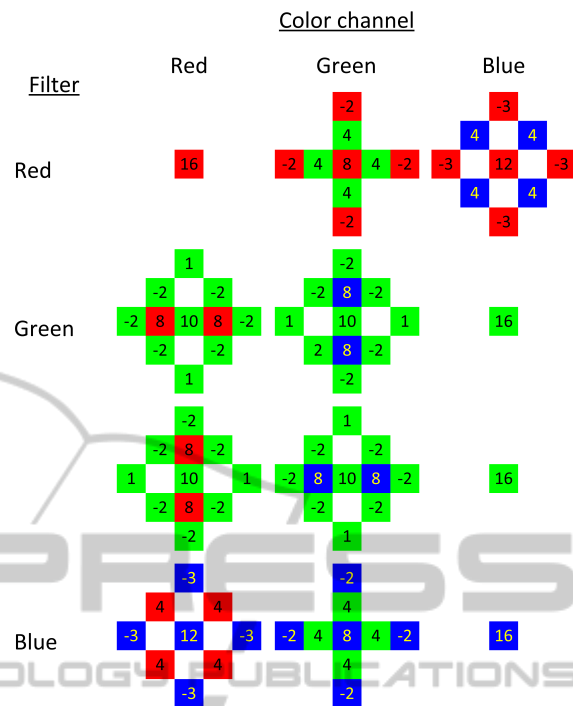 Color channel
Filter Red Green Blue
-2 -3
4 4 4
Red 16 -2 4 8 4 -2 -3 12 -3
4 4 4
-2 -3
1 -2
-2 -2 -2 8 -2
Green -2 8 10 8 -2 1 10 1 16
-2 -2 2 8 -2
1 -2
-2 1
-2 8 -2 -2 -2
1 10 1 -2 8 10 8 -2 16
-2 8 -2 -2 -2
-2 1
-3 -2
4 4 4
Blue -3 12 -3 -2 4 8 4 -2 16
4 4 4
-3 -2
PRESS
OLOGY PUBLICATIONS